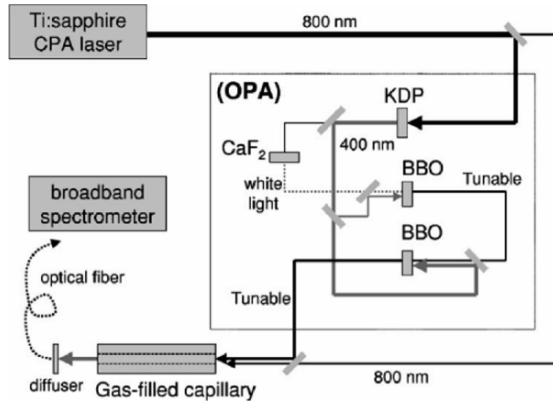 Ti:sapphire
CPA laser
800 nm
(OPA)
KDP
400 nm
CaF₂
white
light
BBO
Tunable
BBO
broadband
spectrometer
optical fiber
Tunable
diffuser
Gas-filled capillary
800 nm